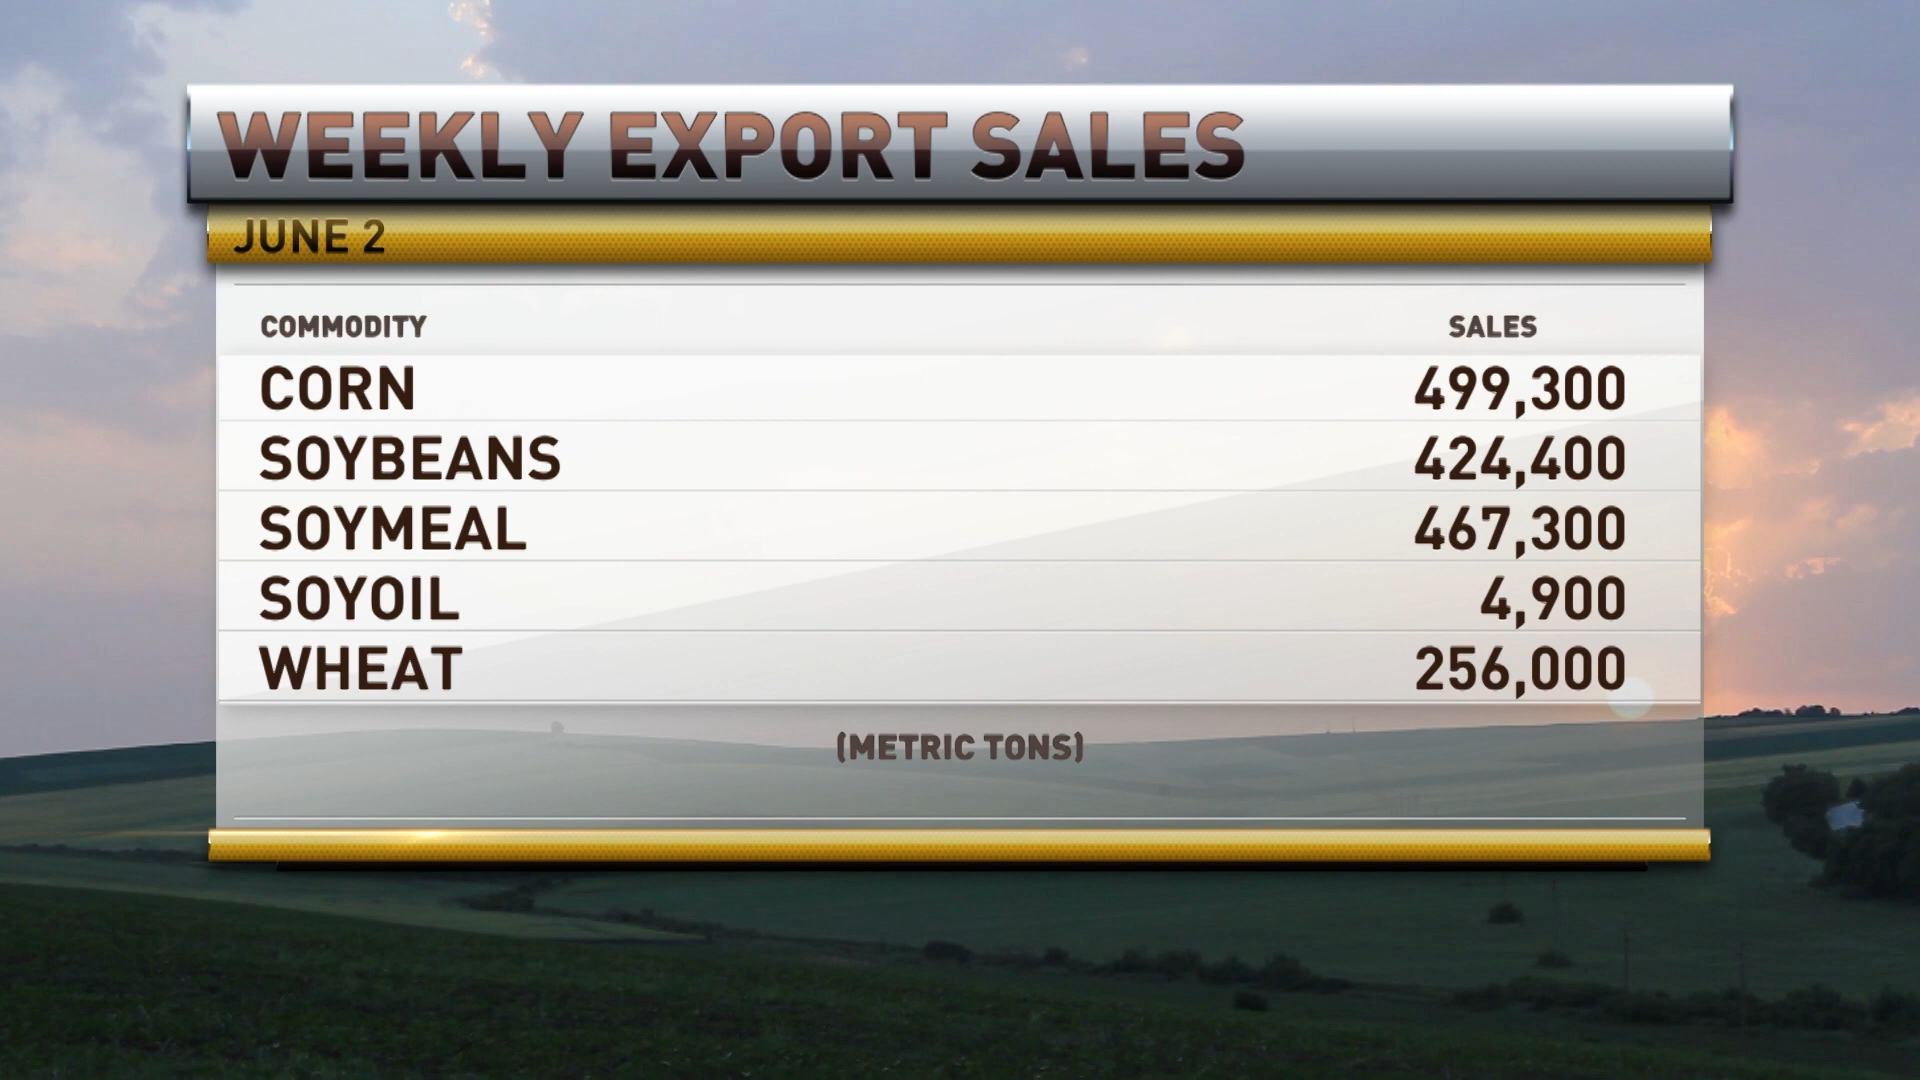 WEEKLY EXPORT SALES
JUNE 2
COMMODITY SALES
CORN 499,300
SOYBEANS 424,400
SOYMEAL 467,300
SOYOIL 4,900
WHEAT 256,000
(METRIC TONS)